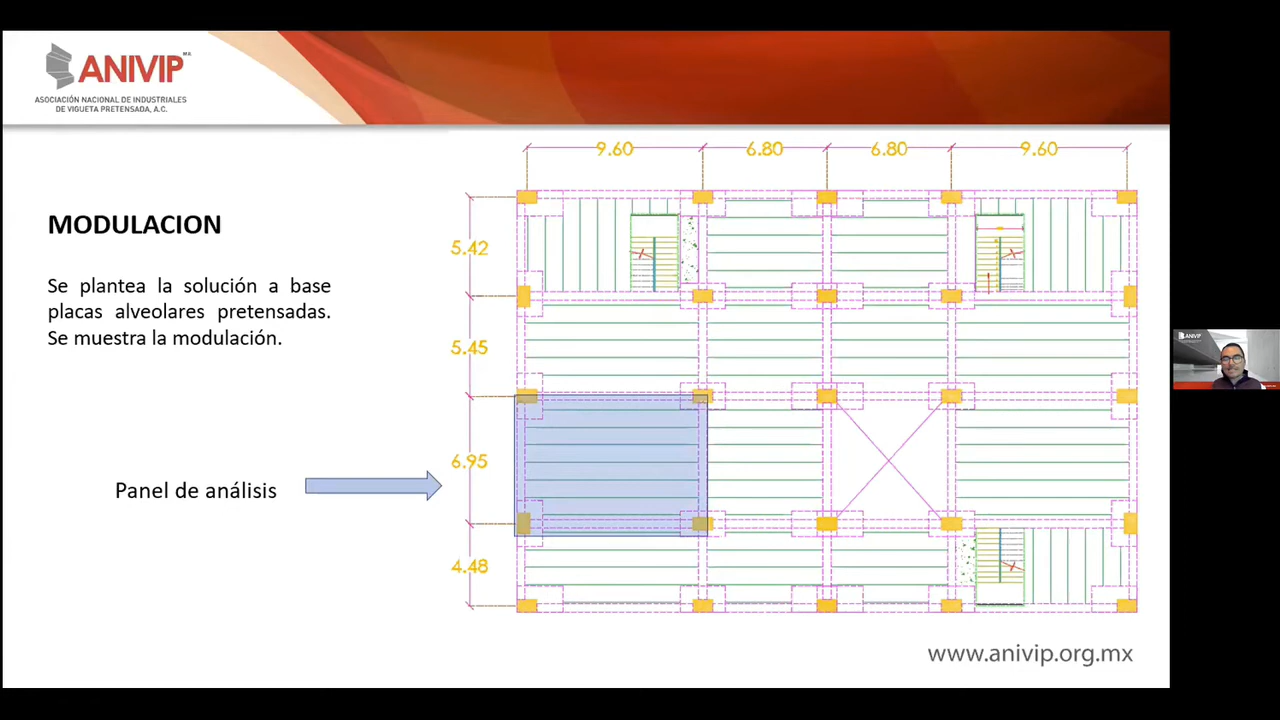 ANIVIP MR
ASOCIACIÓN NACIONAL DE INDUSTRIALES
DE VIGUETA PRETENSADA, A.C.
MODULACION
Se plantea la solución a base
placas alveolares pretensadas.
Se muestra la modulación.
Panel de análisis
9.60 6.80 6.80 9.60
5.42
5.45
6.95
4.48
www.anivip.org.mx
ANIVIP